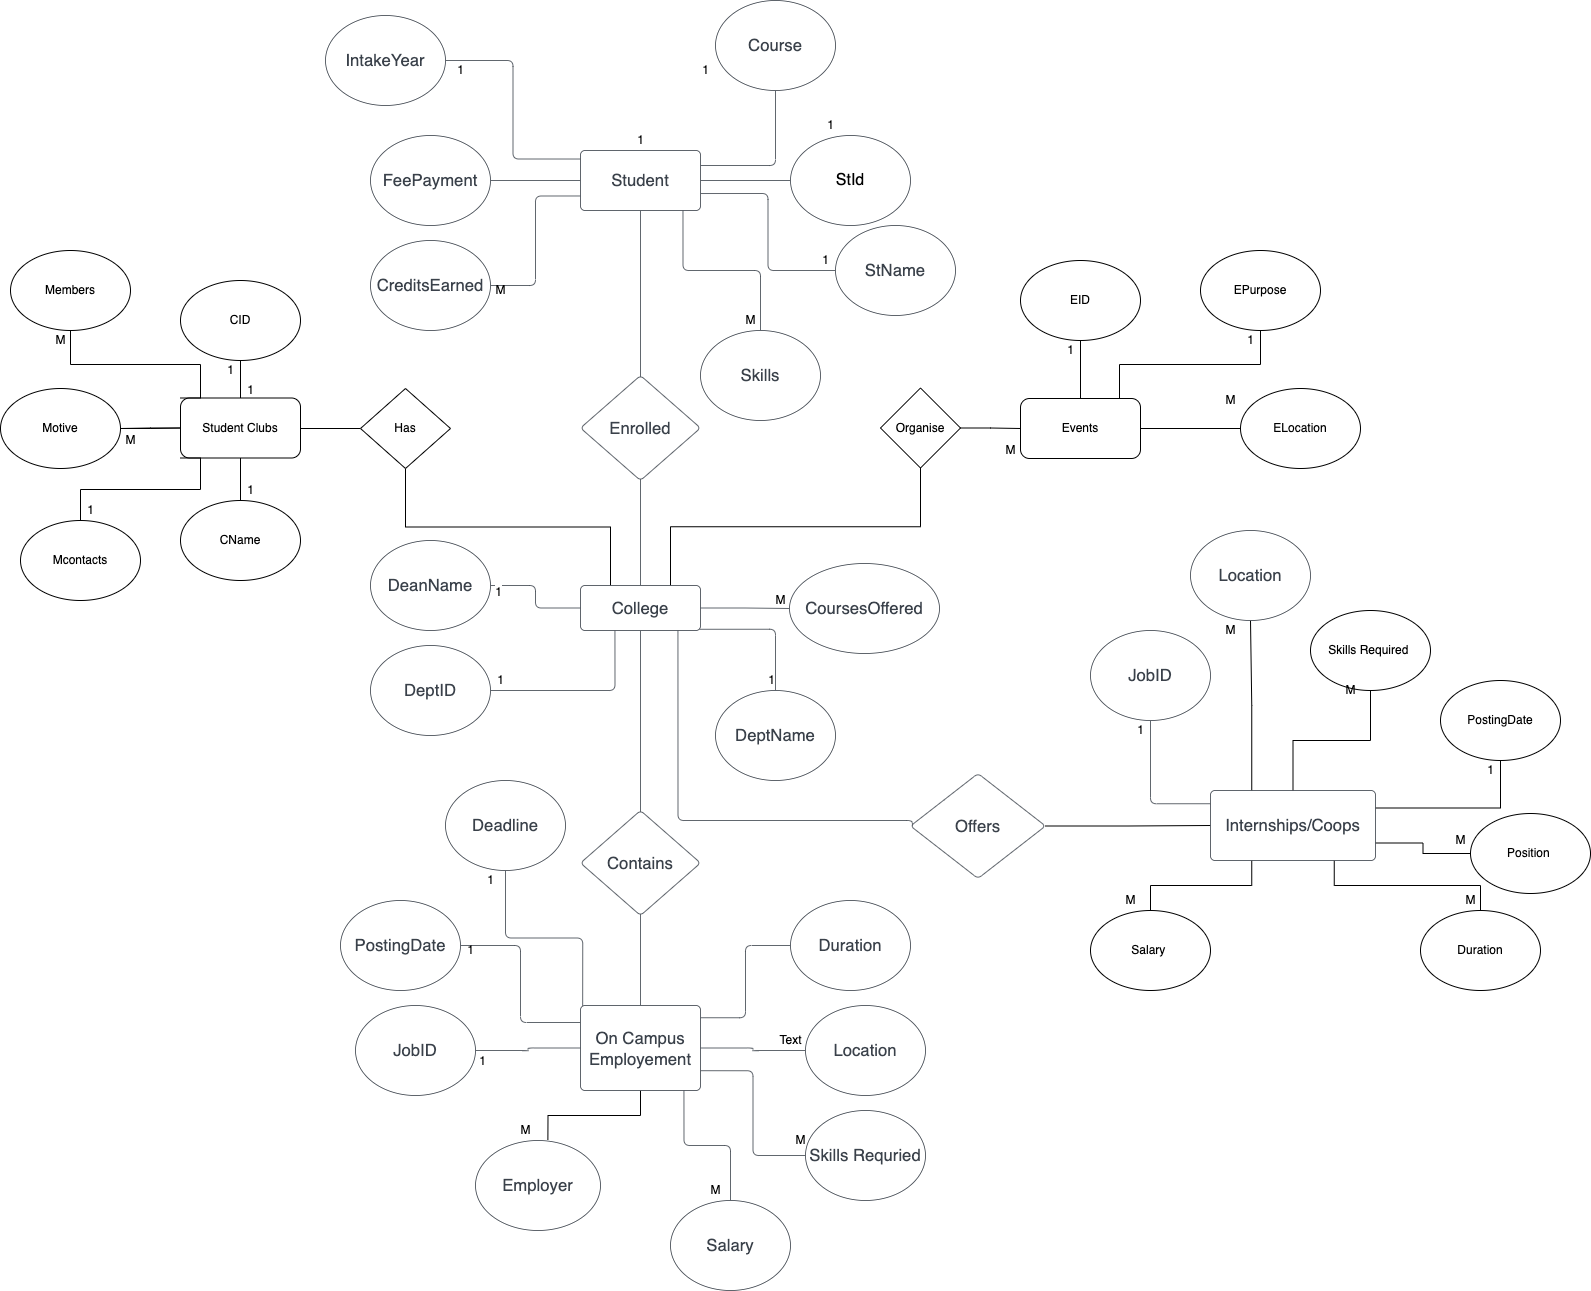 Course
IntakeYear
1
1
1
1
Student
FeePayment
StId
1
StName
CreditsEarned
M
Members
EPurpose
EID
CID
M
M
1
1
1
Skills
1
M
Motive
Student Clubs
Has
Enrolled
Organise
Events
ELocation
M
M
1
1
CName
Mcontacts
Location
DeanName
1
M
College
CoursesOffered
M
Skills Required
JobID
1
DeptID
1
M
PostingDate
1
DeptName
1
Deadline
Offers
Internships/Coops
M
Position
Contains
1
M
M
PostingDate
1
Duration
Salary
Duration
On Campus
Employement
Text
JobID
1
Location
M
M
Skills Requried
Employer
M
Salary